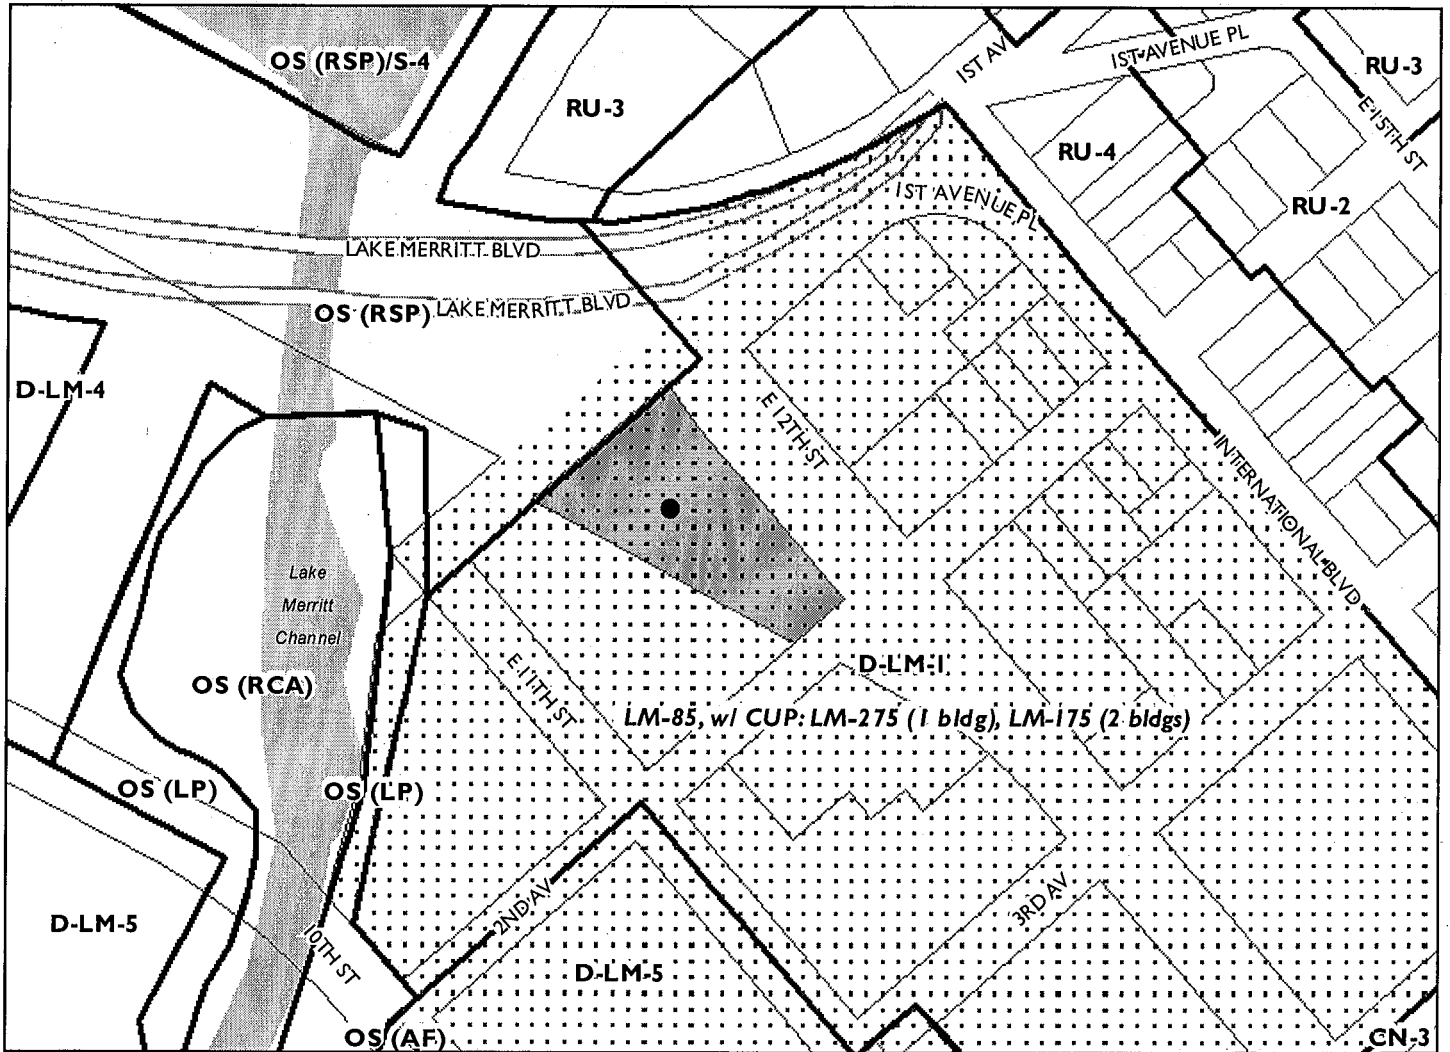 OS (RSP)/S-4
1ST AV
1ST AVENUE PL
RU-3
RU-3
E 15TH ST
RU-4
1ST AVENUE PL
RU-2
LAKE MERRITT BLVD
OS (RSP)
LAKE MERRITT BLVD
D-LM-4
E 12TH ST
INTERNATIONAL BLVD
Lake
Merritt
Channel
OS (RCA)
E 11TH ST
D-LM-1
LM-85, w/ CUP: LM-275 (1 bldg), LM-175 (2 bldgs)
OS (LP)
OS (LP)
2ND AV
3RD AV
D-LM-5
10TH ST
D-LM-5
OS (AF)
CN-3